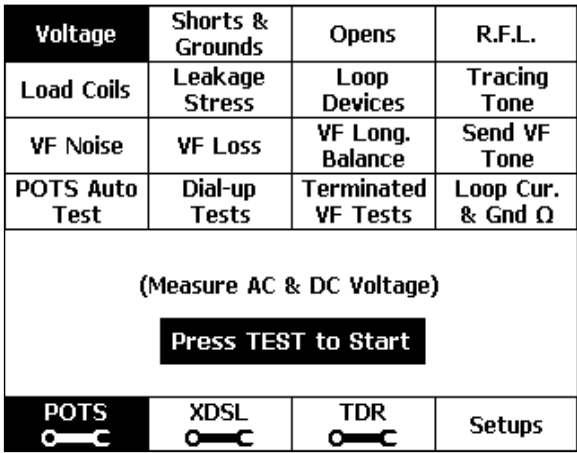 Voltage
Shorts &
Grounds
Opens
R.F.L.
Load Coils
Leakage
Stress
Loop
Devices
Tracing
Tone
VF Noise
VF Loss
VF Long.
Balance
Send VF
Tone
POTS Auto
Test
Dial-up
Tests
Terminated
VF Tests
Loop Cur.
& Gnd Ω
(Measure AC & DC Voltage)
Press TEST to Start
POTS
XDSL
TDR
Setups